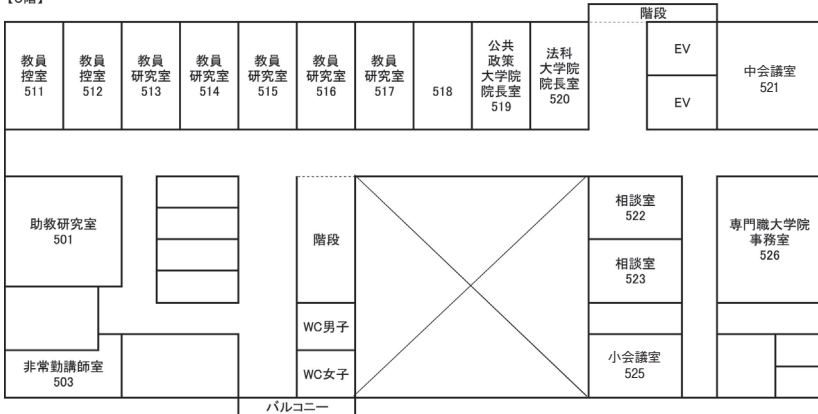 階段
教員
控室
511
教員
控室
512
教員
研究室
513
教員
研究室
514
教員
研究室
515
教員
研究室
516
教員
研究室
517
518
公共
政策
大学院
院長室
519
法科
大学院
院長室
520
EV
EV
中会議室
521
助教研究室
501
階段
相談室
522
専門職大学院
事務室
526
相談室
523
WC男子
非常勤講師室
503
WC女子
小会議室
525
バルコニー